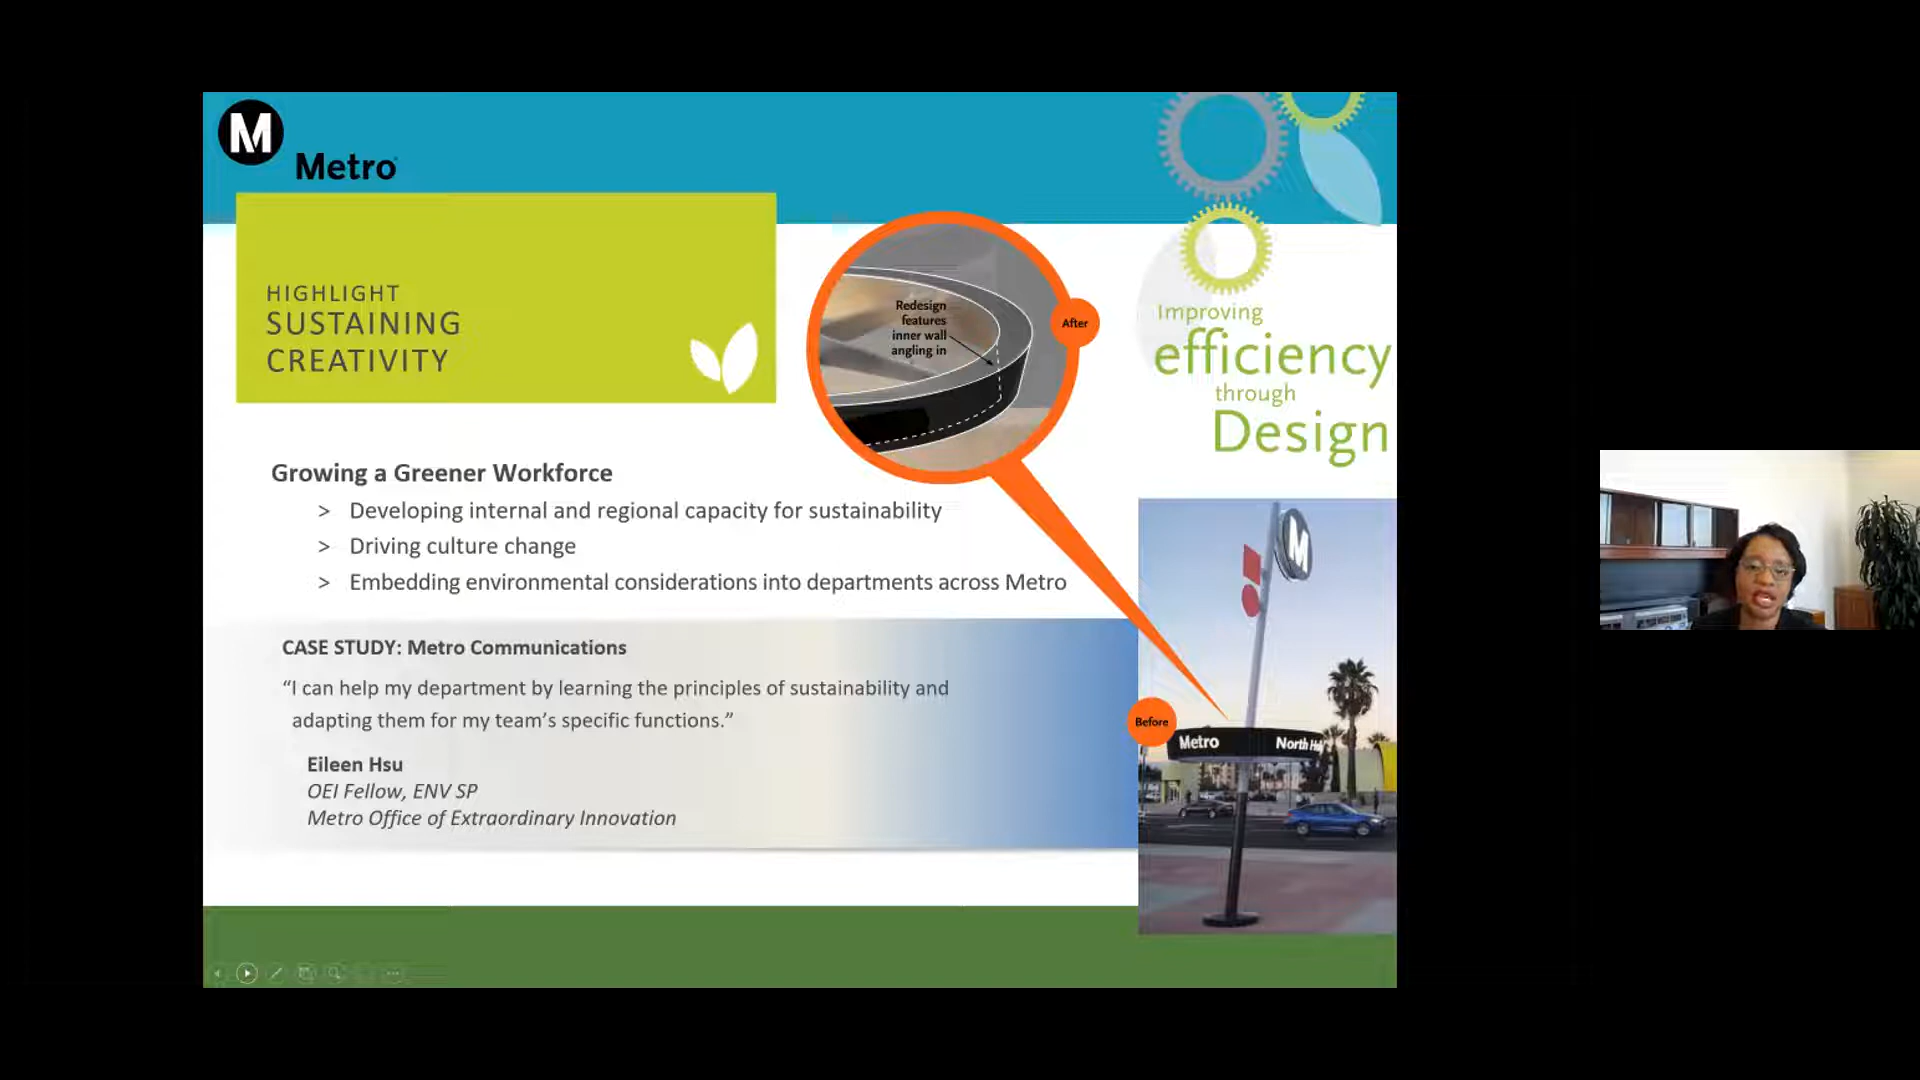 M
Metro
HIGHLIGHT
SUSTAINING
CREATIVITY
Redesign
features
inner wall
angling in
After
Improving
efficiency
through
Design
Growing a Greener Workforce
> Developing internal and regional capacity for sustainability
> Driving culture change
> Embedding environmental considerations into departments across Metro
CASE STUDY: Metro Communications
“I can help my department by learning the principles of sustainability and
adapting them for my team’s specific functions.”
Eileen Hsu
OEI Fellow, ENV SP
Metro Office of Extraordinary Innovation
M
Before
Metro
North